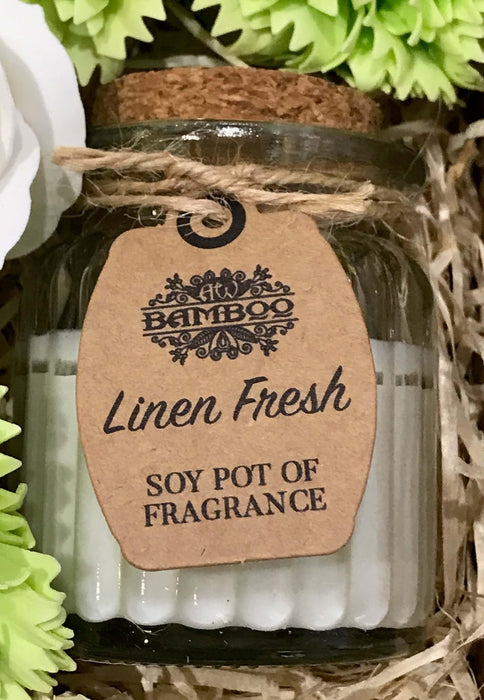 AW
BAMBOO
Linen Fresh
SOY POT OF
FRAGRANCE